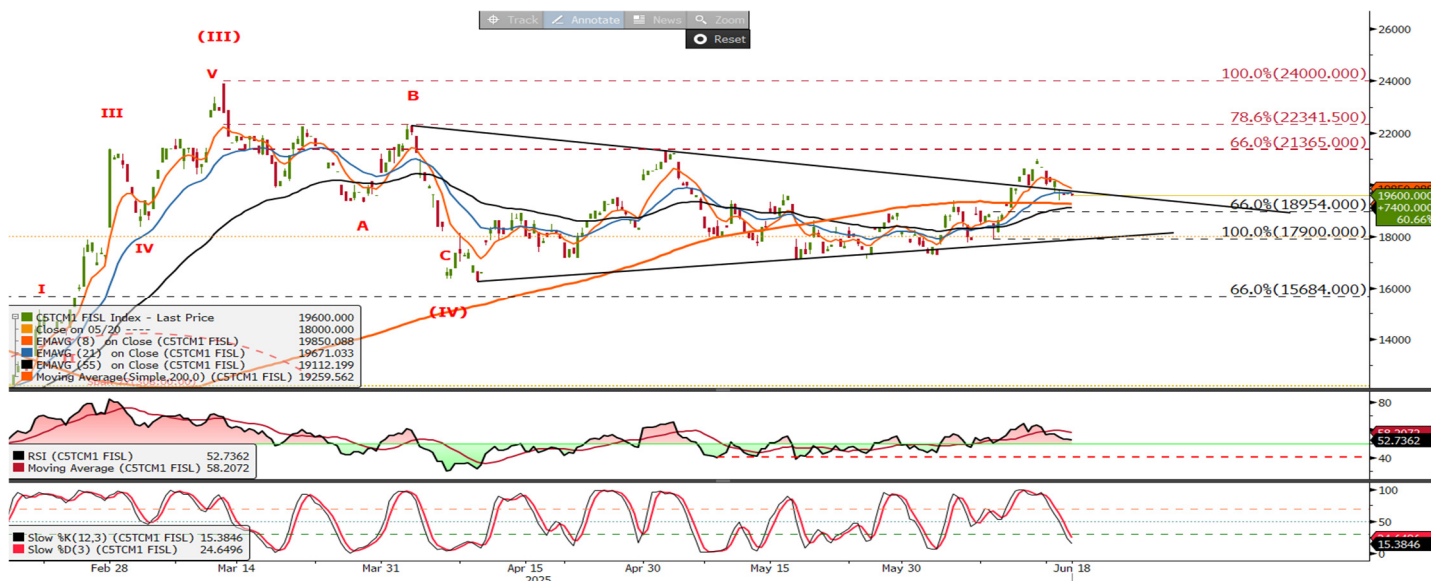 Track Annotate News Zoom
Reset
26000
(III)
V
100.0%(24000.000)
24000
III
B
78.6%(22341.500)
22000
66.0%(21365.000)
19600.000
+7400.000
60.66%
A
66.0%(18954.000)
IV
C
100.0%(17900.000)
18000
(IV)
I
66.0%(15684.000)
16000
14000
II
C5TCM1 FISL Index - Last Price 19600.000
Close on 05/20 ---- 18000.000
EMAVG (8) on Close (C5TCM1 FISL) 19850.088
EMAVG (21) on Close (C5TCM1 FISL) 19671.033
EMAVG (55) on Close (C5TCM1 FISL) 19112.199
Moving Average(Simple,200,0) (C5TCM1 FISL) 19259.562
80
58.2072
52.7362
40
RSI (C5TCM1 FISL) 52.7362
Moving Average (C5TCM1 FISL) 58.2072
100
50
24.6496
15.3846
0
Slow %K(12,3) (C5TCM1 FISL) 15.3846
Slow %D(3) (C5TCM1 FISL) 24.6496
Feb 28 Mar 14 Mar 31 Apr 15 Apr 30 May 15 May 30 Jun 18
2025